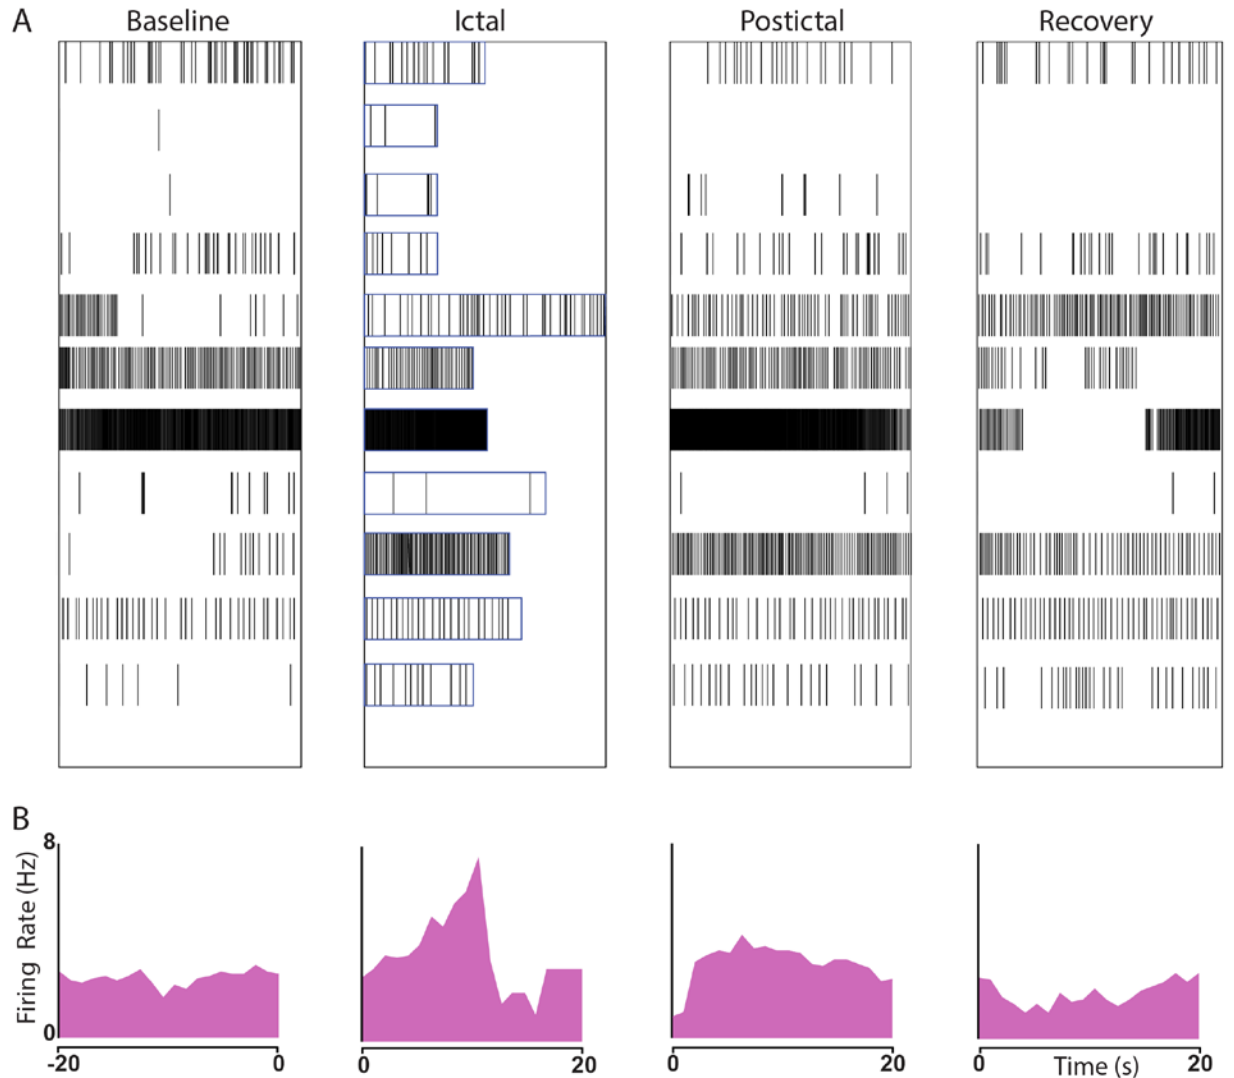 A
Baseline
Ictal
Postictal
Recovery
B
Firing Rate (Hz)
8
0
-20
0
0
20
0
20
0
Time (s)
20